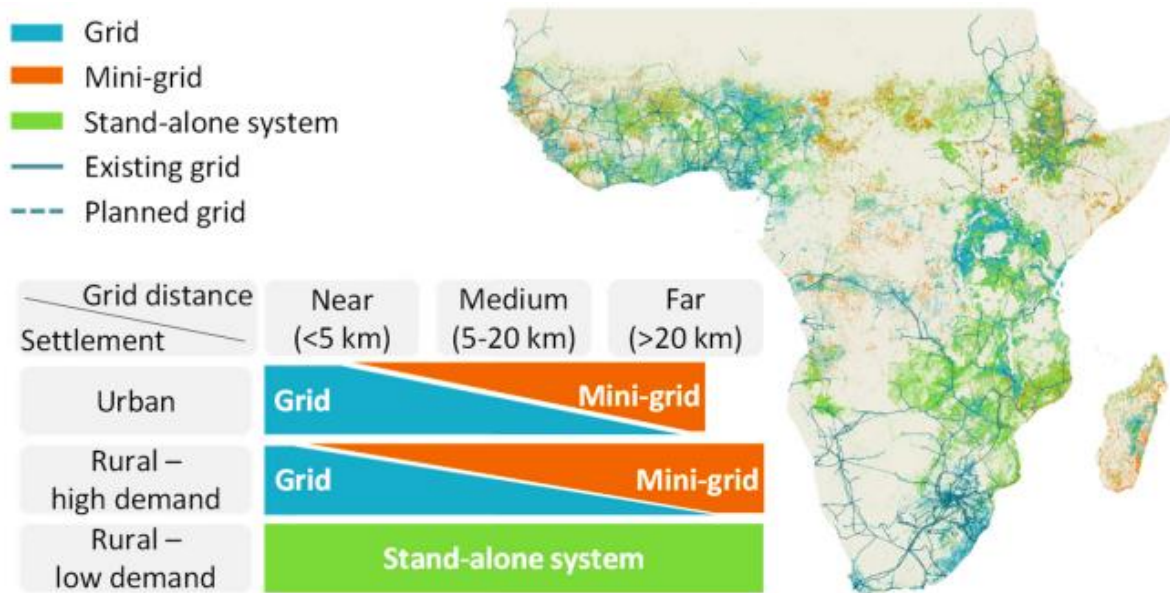 Grid
Mini-grid
Stand-alone system
Existing grid
Planned grid
Grid distance
Settlement
Near
(<5 km)
Medium
(5-20 km)
Far
(>20 km)
Urban
Grid
Mini-grid
Rural –
high demand
Grid
Mini-grid
Rural –
low demand
Stand-alone system